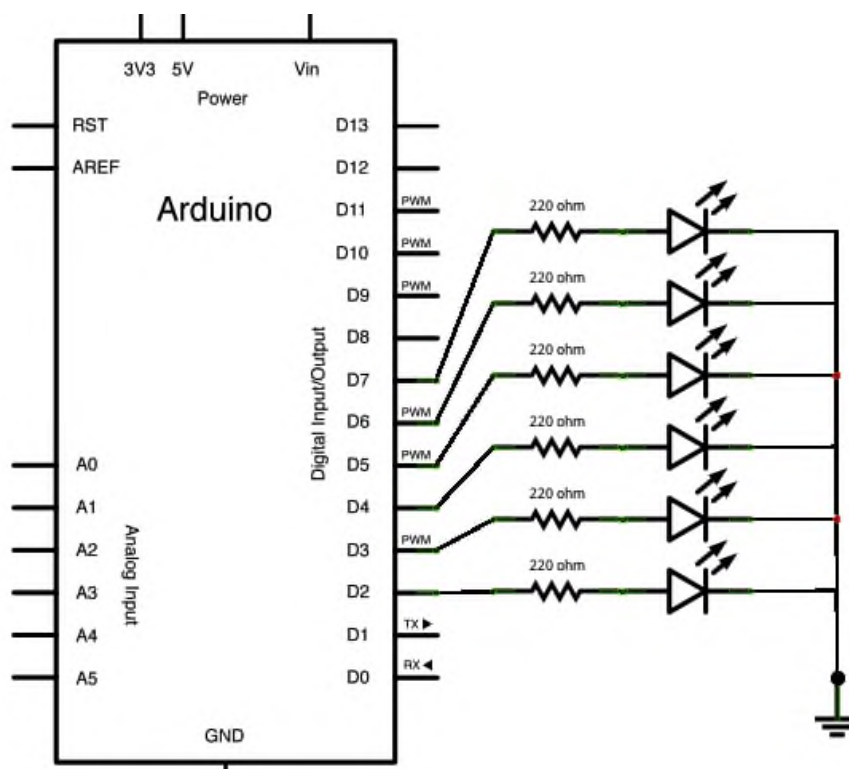 3V3 5V Vin
Power
RST
AREF
Arduino
D13
D12
D11 PWM
D10 PWM
D9 PWM
D8
D7
D6 PWM
D5 PWM
D4
D3 PWM
D2
D1 TX ►
D0 RX ◄
Digital Input/Output
A0
A1
A2
A3
A4
A5
Analog Input
GND
220 ohm
220 ohm
220 ohm
220 ohm
220 ohm
220 ohm